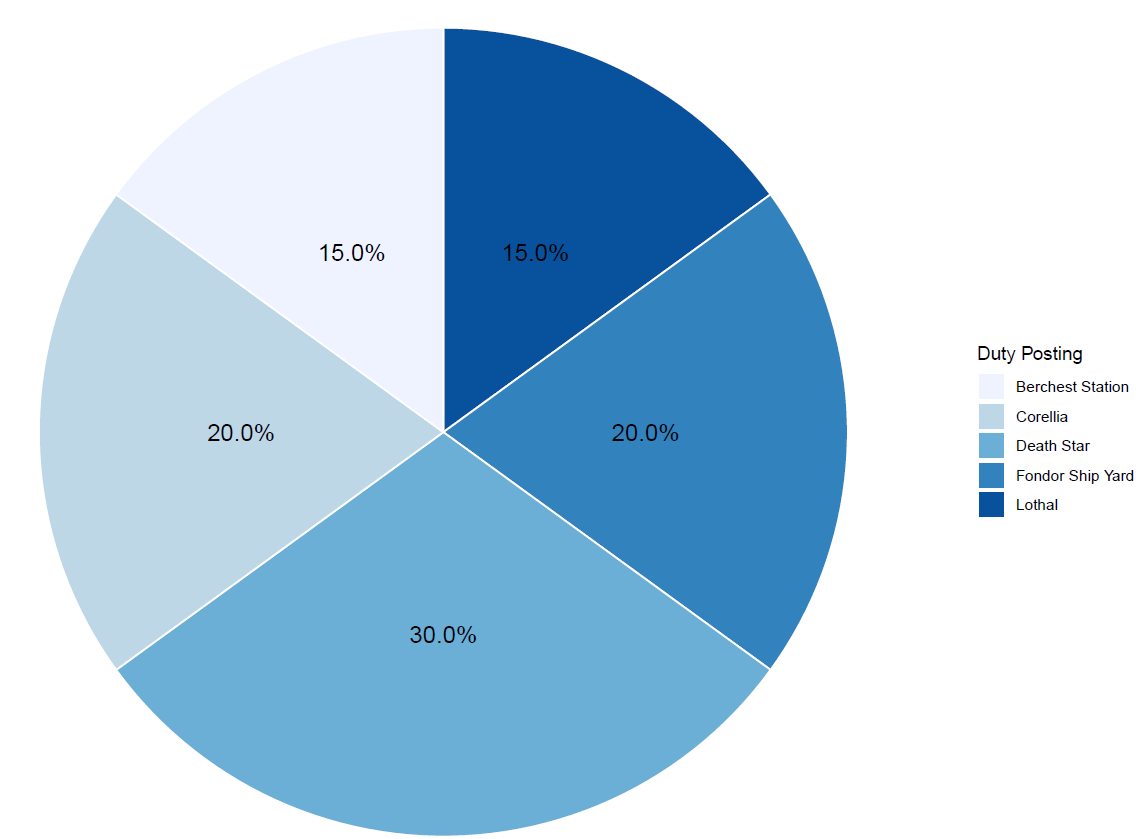 15.0%
15.0%
20.0%
20.0%
30.0%
Duty Posting
Berchest Station
Corellia
Death Star
Fondor Ship Yard
Lothal